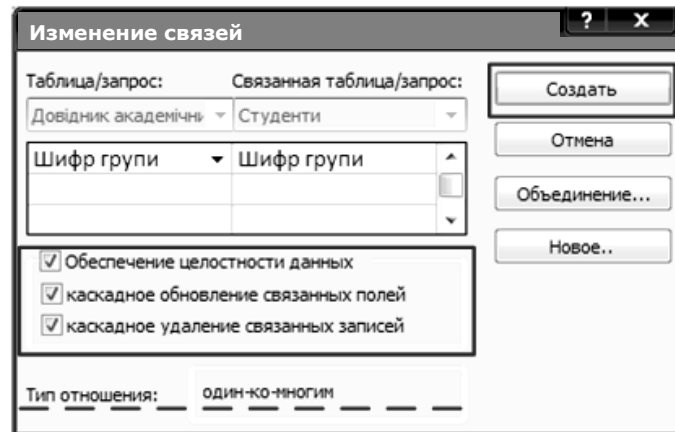 Изменение связей
? X
Таблица/запрос: Связанная таблица/запрос:
Создать
Довідник академічни Студенти
Отмена
Шифр групи Шифр групи
Объединение...
Новое..
Обеспечение целостности данных
каскадное обновление связанных полей
каскадное удаление связанных записей
Тип отношения: один-ко-многим